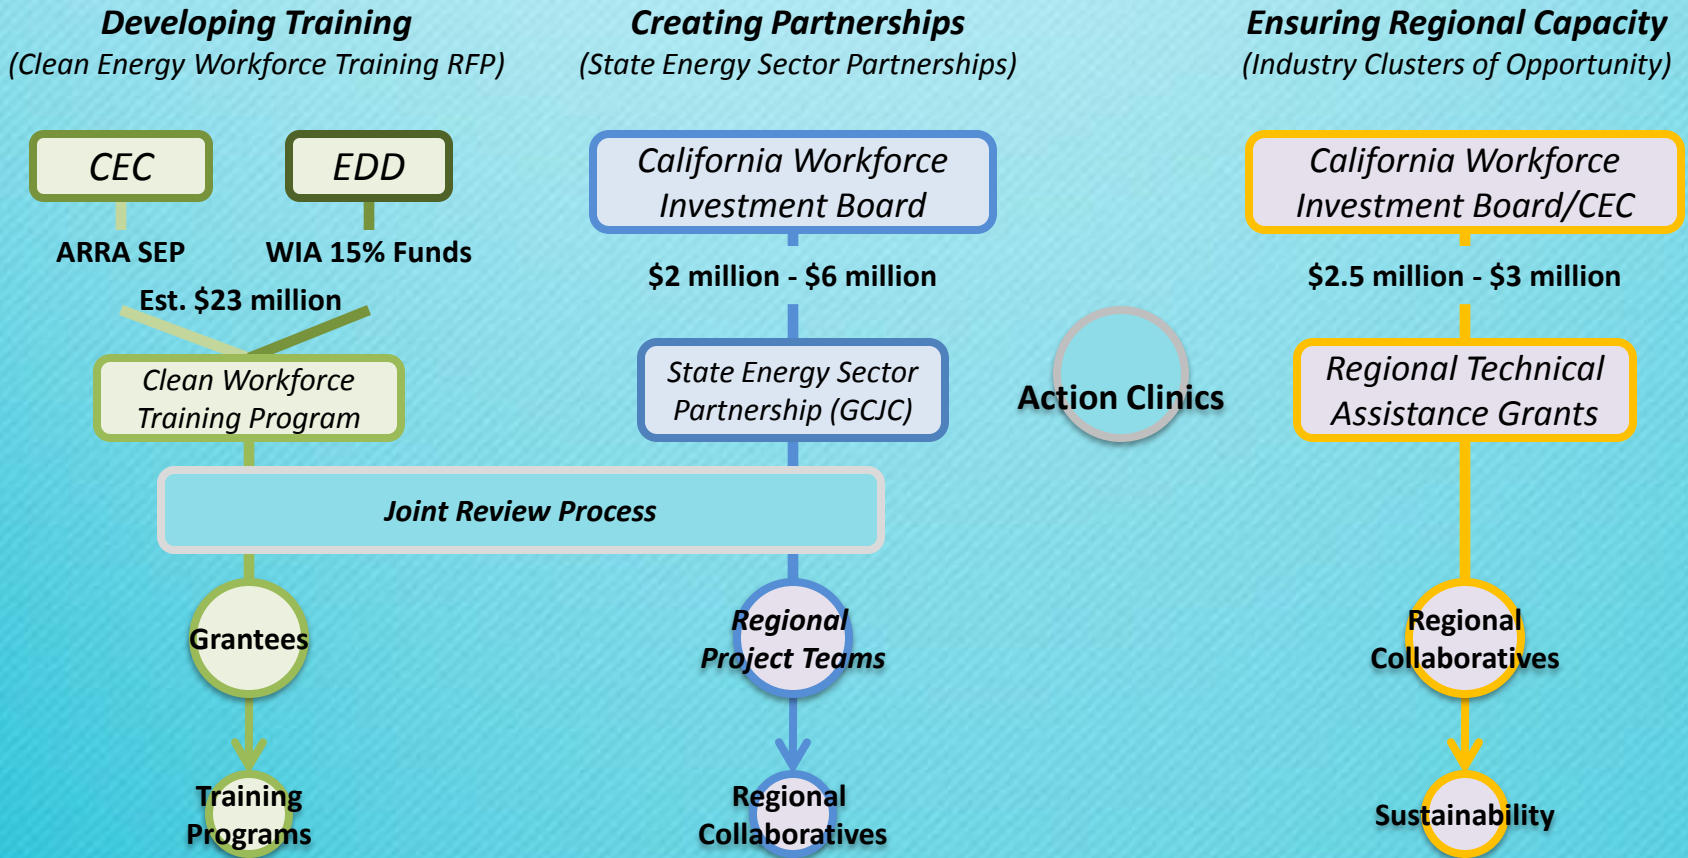 Developing Training
(Clean Energy Workforce Training RFP)
CEC
EDD
ARRA SEP
WIA 15% Funds
Est. $23 million
Clean Workforce
Training Program
Creating Partnerships
(State Energy Sector Partnerships)
California Workforce
Investment Board
$2 million - $6 million
State Energy Sector
Partnership (GCJC)
Action Clinics
Ensuring Regional Capacity
(Industry Clusters of Opportunity)
California Workforce
Investment Board/CEC
$2.5 million - $3 million
Regional Technical
Assistance Grants
Joint Review Process
Grantees
Training
Programs
Regional
Project Teams
Regional
Collaboratives
Regional
Collaboratives
Sustainability